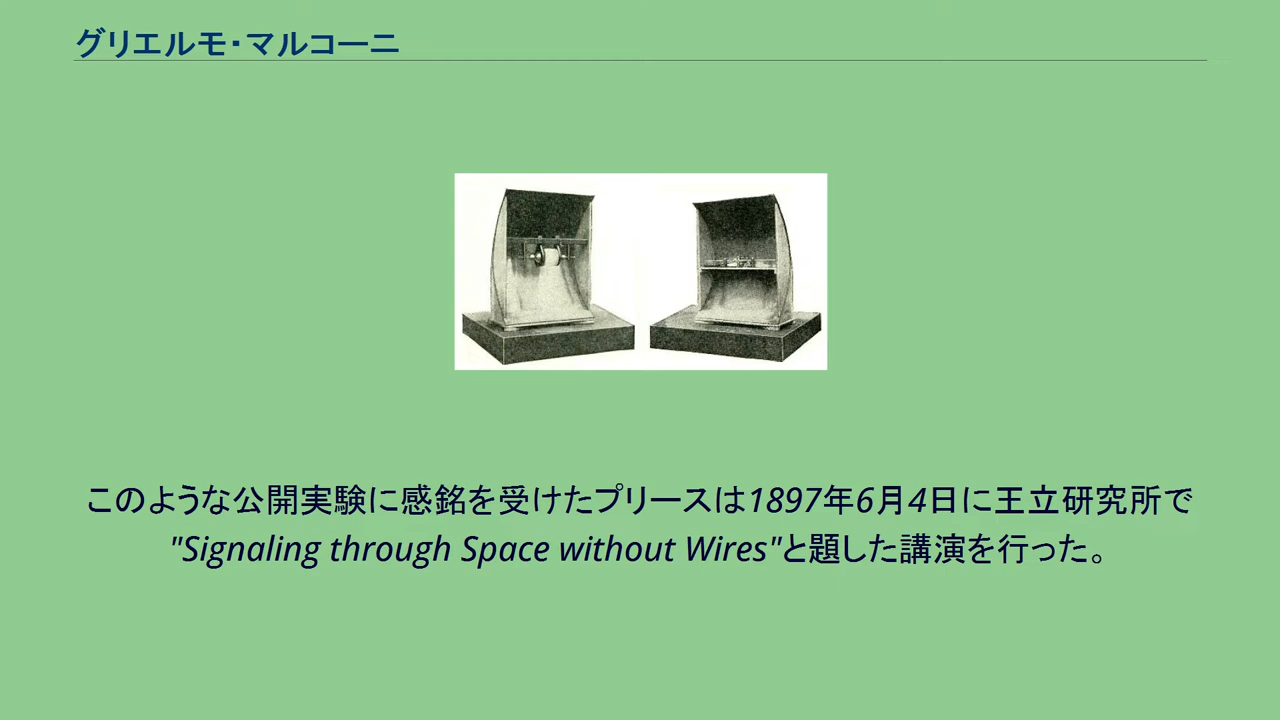 グリエルモ・マルコーニ
このような公開実験に感銘を受けたプリースは1897年6月4日に王立研究所で
"Signaling through Space without Wires"と題した講演を行った。